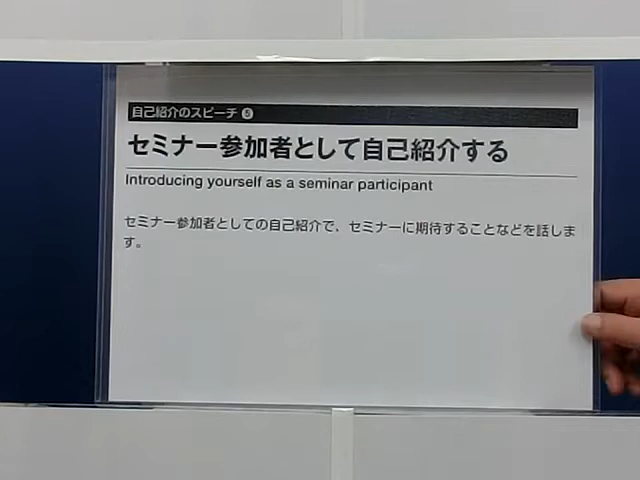 自己紹介のスピーチ ❺
セミナー参加者として自己紹介する
Introducing yourself as a seminar participant
セミナー参加者としての自己紹介で、セミナーに期待することなどを話しま
す。